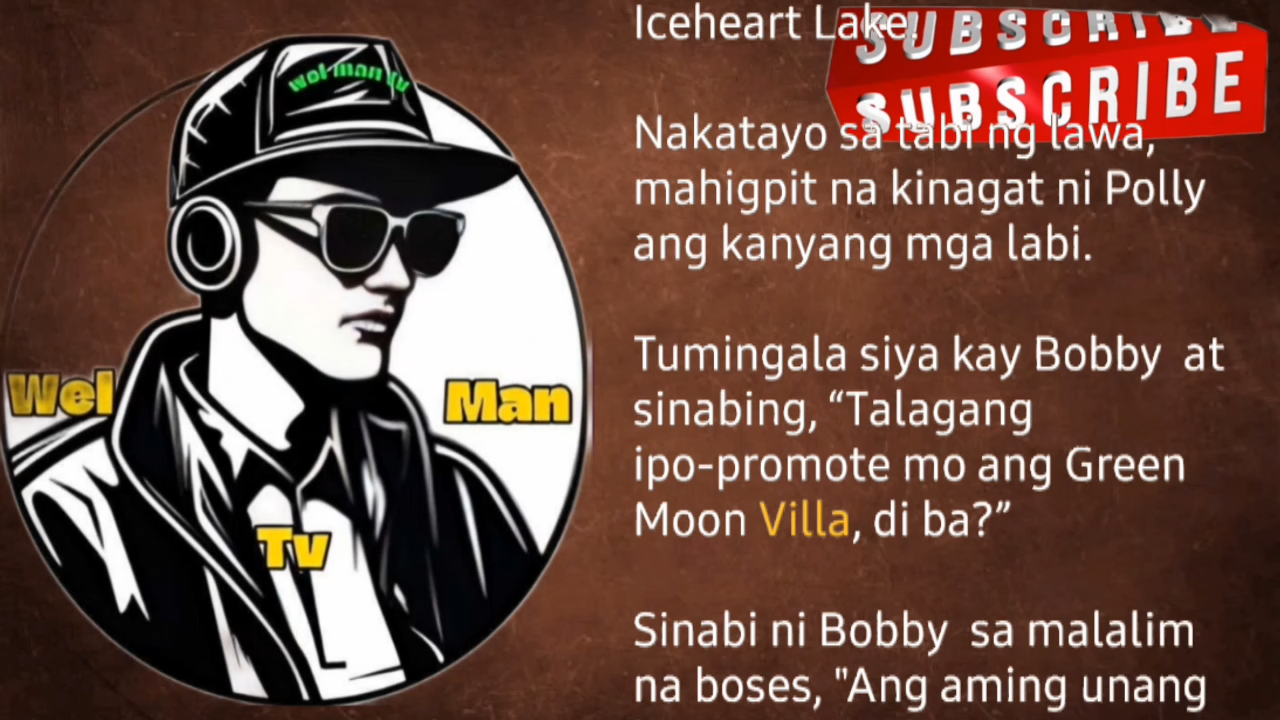 wel man tv
Wel
Man
Tv
Iceheart Lake.
SUBSCRIBE
SUBSCRIBE
Nakatayo sa tabi ng lawa,
mahigpit na kinagat ni Polly
ang kanyang mga labi.
Tumingala siya kay Bobby at
sinabing, “Talagang
ipo-promote mo ang Green
Moon Villa, di ba?”
Sinabi ni Bobby sa malalim
na boses, "Ang aming unang